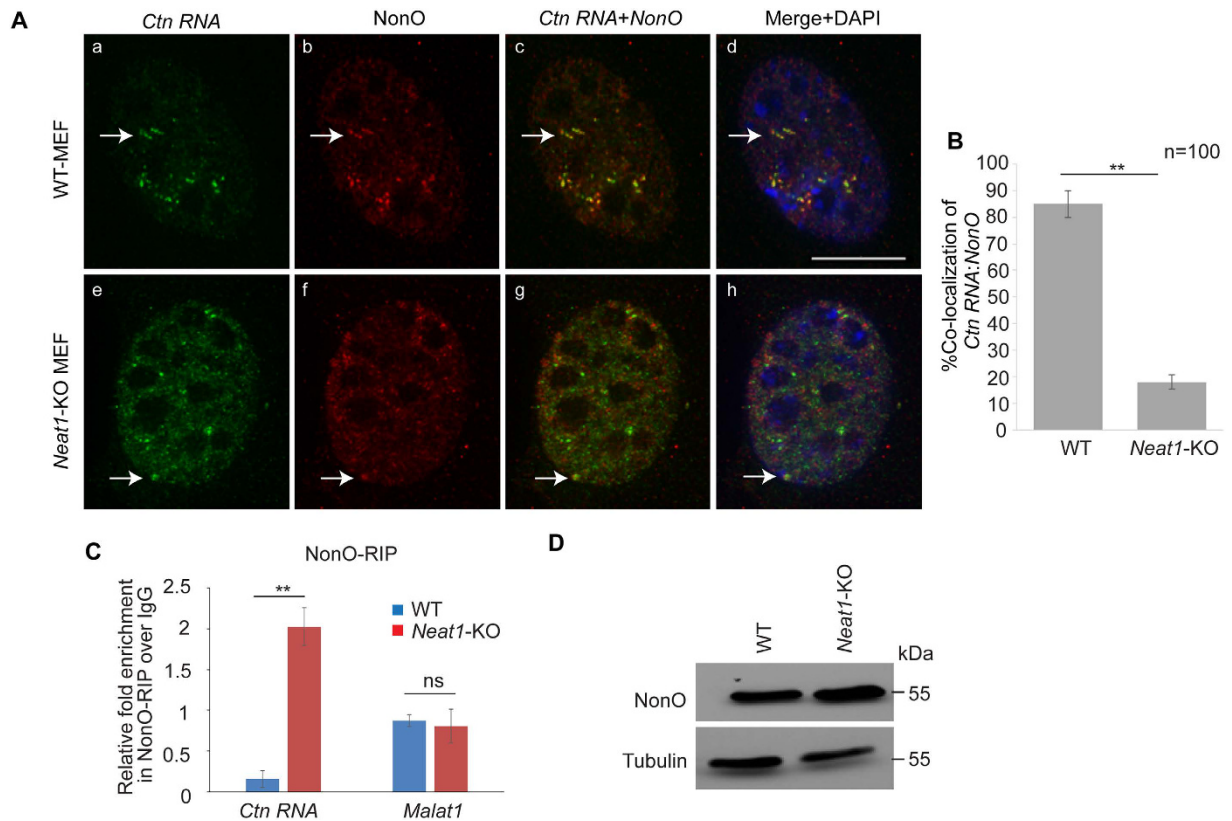 A
Ctn RNA
NonO
Ctn RNA+NonO
Merge+DAPI
WT-MEF
a
b
c
d
Neat1-KO MEF
e
f
g
h
B
n=100
**
%Co-localization of
Ctn RNA:NonO
100
90
80
70
60
50
40
30
20
10
0
WT
Neat1-KO
C
NonO-RIP
Relative fold enrichment
in NonO-RIP over IgG
2.5
2
1.5
1
0.5
0
**
WT
Neat1-KO
ns
Ctn RNA
Malat1
D
WT
Neat1-KO
kDa
NonO
55
Tubulin
55